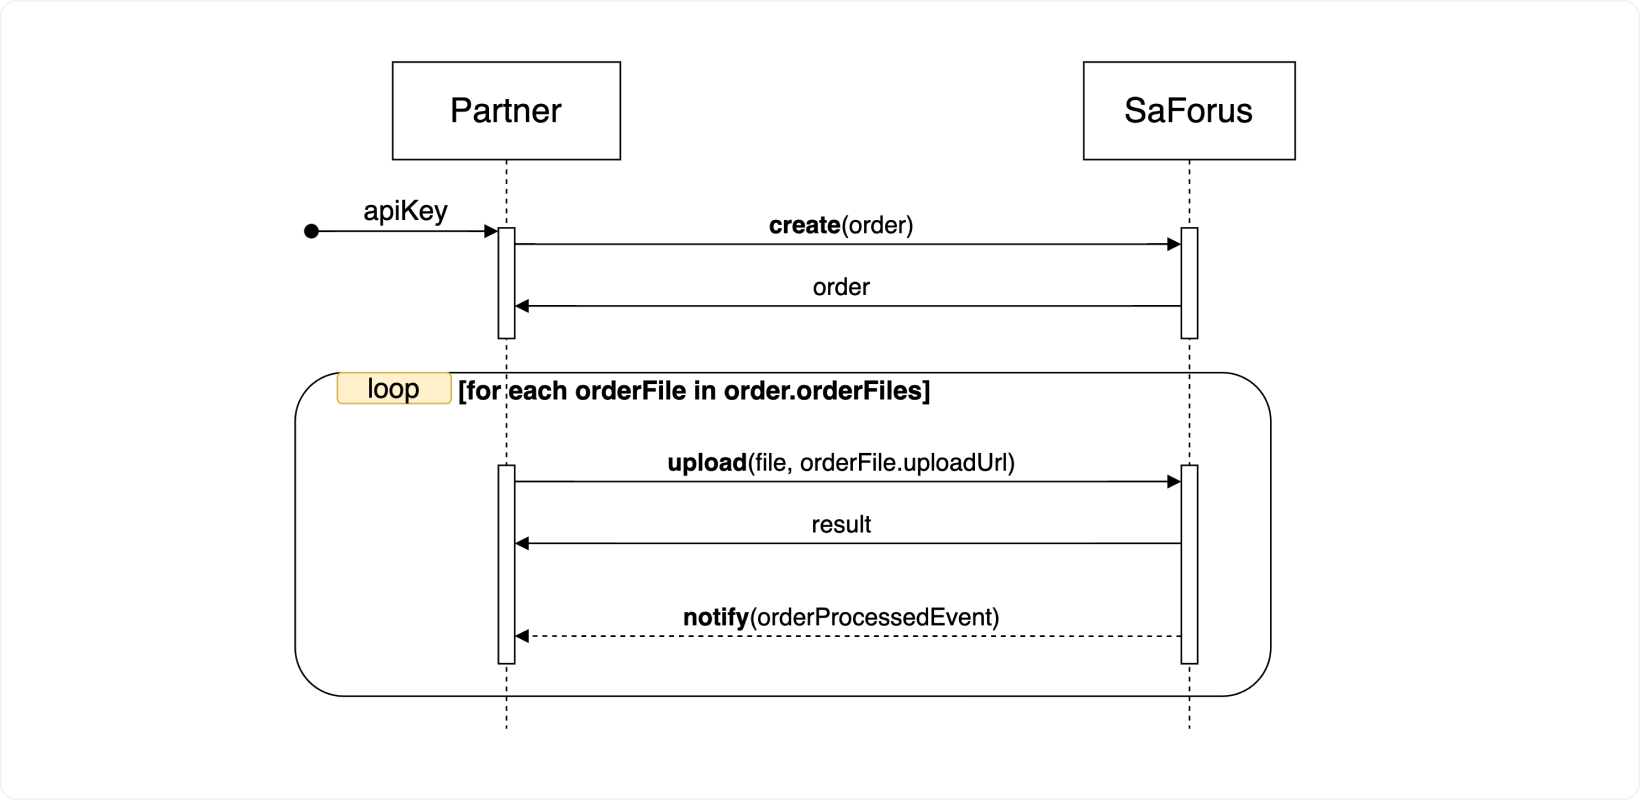 Partner
SaForus
apiKey
create(order)
order
loop
[for each orderFile in order.orderFiles]
upload(file, orderFile.uploadUrl)
result
notify(orderProcessedEvent)